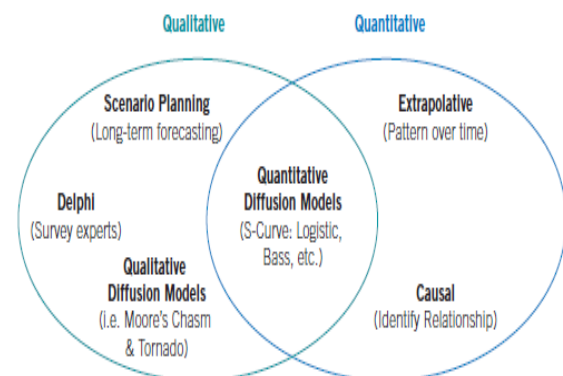 Qualitative
Quantitative
Scenario Planning
(Long-term forecasting)
Extrapolative
(Pattern over time)
Quantitative
Diffusion Models
(S-Curve: Logistic,
Bass, etc.)
Delphi
(Survey experts)
Qualitative
Diffusion Models
(i.e. Moore's Chasm
& Tornado)
Causal
(Identify Relationship)